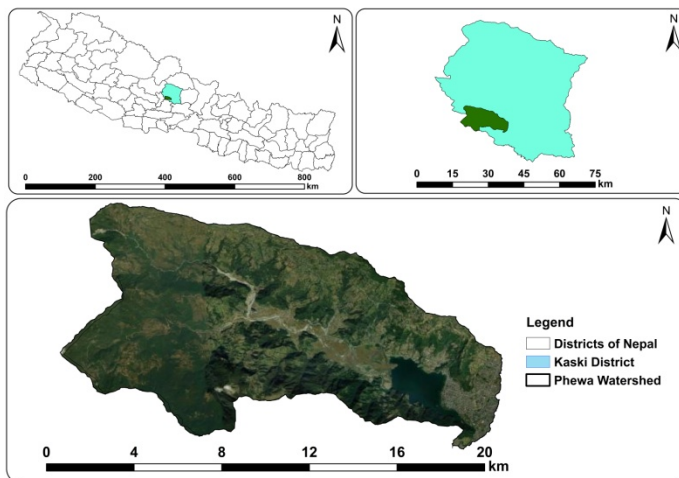 N
0 200 400 600 800
km
N
0 15 30 45 60 75
km
N
Legend
Districts of Nepal
Kaski District
Phewa Watershed
0 4 8 12 16 20
km